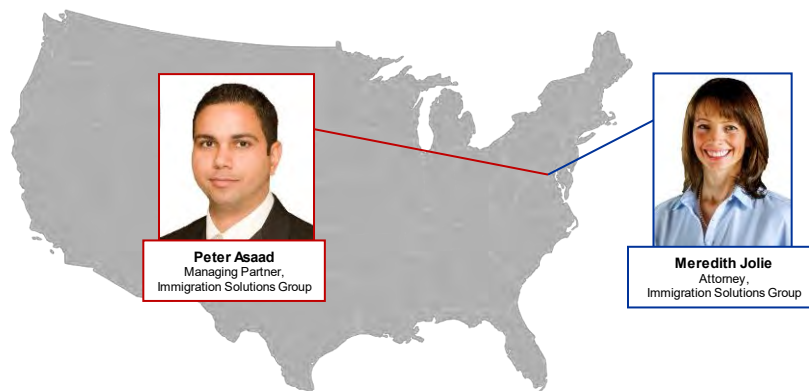 Peter Asaad
Managing Partner,
Immigration Solutions Group
Meredith Jolie
Attorney,
Immigration Solutions Group